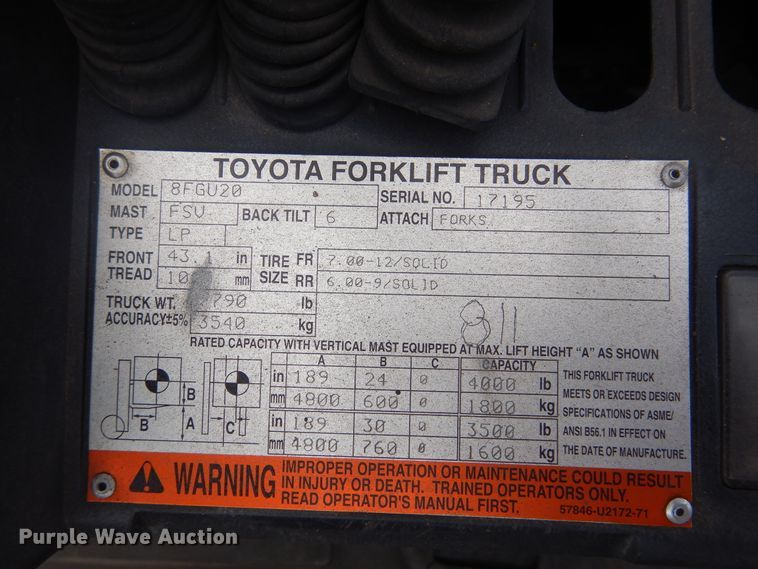 TOYOTA FORKLIFT TRUCK
MODEL 8FGU20 SERIAL NO. 17195
MAST FSV BACK TILT 6 ATTACH FORKS
TYPE LP
FRONT TREAD 43.1 in TIRE SIZE FR 7.00-12/SOLID
mm RR 6.00-9/SOLID
TRUCK WT. lb
ACCURACY±5% 3540 kg
811
RATED CAPACITY WITH VERTICAL MAST EQUIPPED AT MAX. LIFT HEIGHT "A" AS SHOWN
A B C CAPACITY
in 189 24 0 4000 lb THIS FORKLIFT TRUCK
mm 4800 600 0 1800 kg MEETS OR EXCEEDS DESIGN
SPECIFICATIONS OF ASME/
in 189 30 0 3500 lb ANSI B56.1 IN EFFECT ON
mm 4800 760 0 1600 kg THE DATE OF MANUFACTURE.
B
B A C
WARNING IMPROPER OPERATION OR MAINTENANCE COULD RESULT
IN INJURY OR DEATH. TRAINED OPERATORS ONLY.
READ OPERATOR'S MANUAL FIRST. 57846-U2172-71
Purple Wave Auction